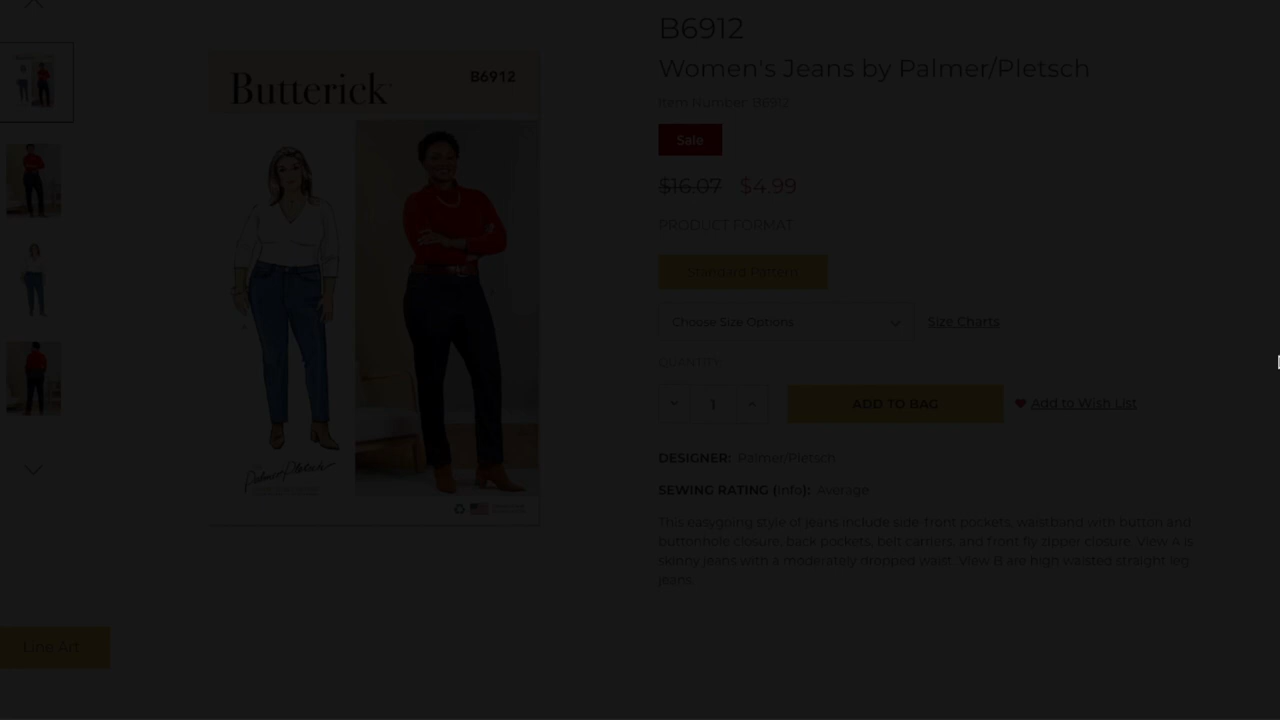 B6912
Women's Jeans by Palmer/Pletsch
Item Number: B6912
Sale
$16.07 $4.99
PRODUCT FORMAT
Standard Pattern
Choose Size Options
Size Charts
QUANTITY:
1
ADD TO BAG
Add to Wish List
DESIGNER: Palmer/Pletsch
SEWING RATING (info): Average
This easygoing style of jeans include side-front pockets, waistband with button and
buttonhole closure, back pockets, belt carriers, and front fly zipper closure. View A is
skinny jeans with a moderately dropped waist. View B are high-waisted straight leg
jeans.
Butterick
B6912
Palmer/Pletsch
Line Art